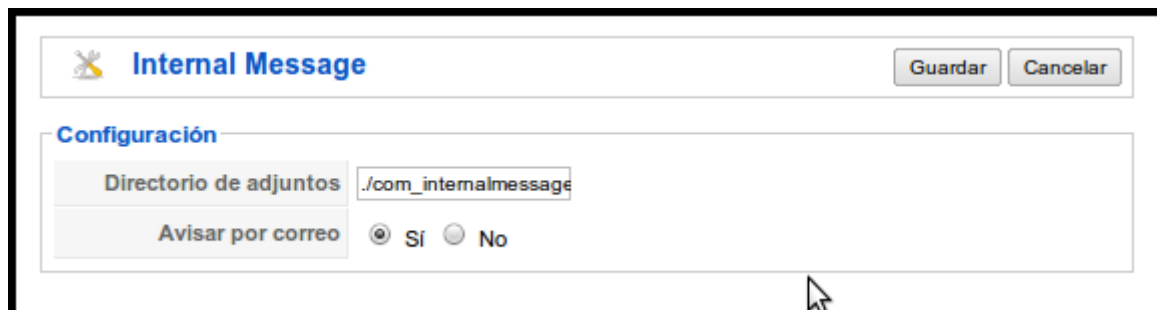 Internal Message Guardar Cancelar
Configuración
Directorio de adjuntos ./com_internalmessage
Avisar por correo Sí No